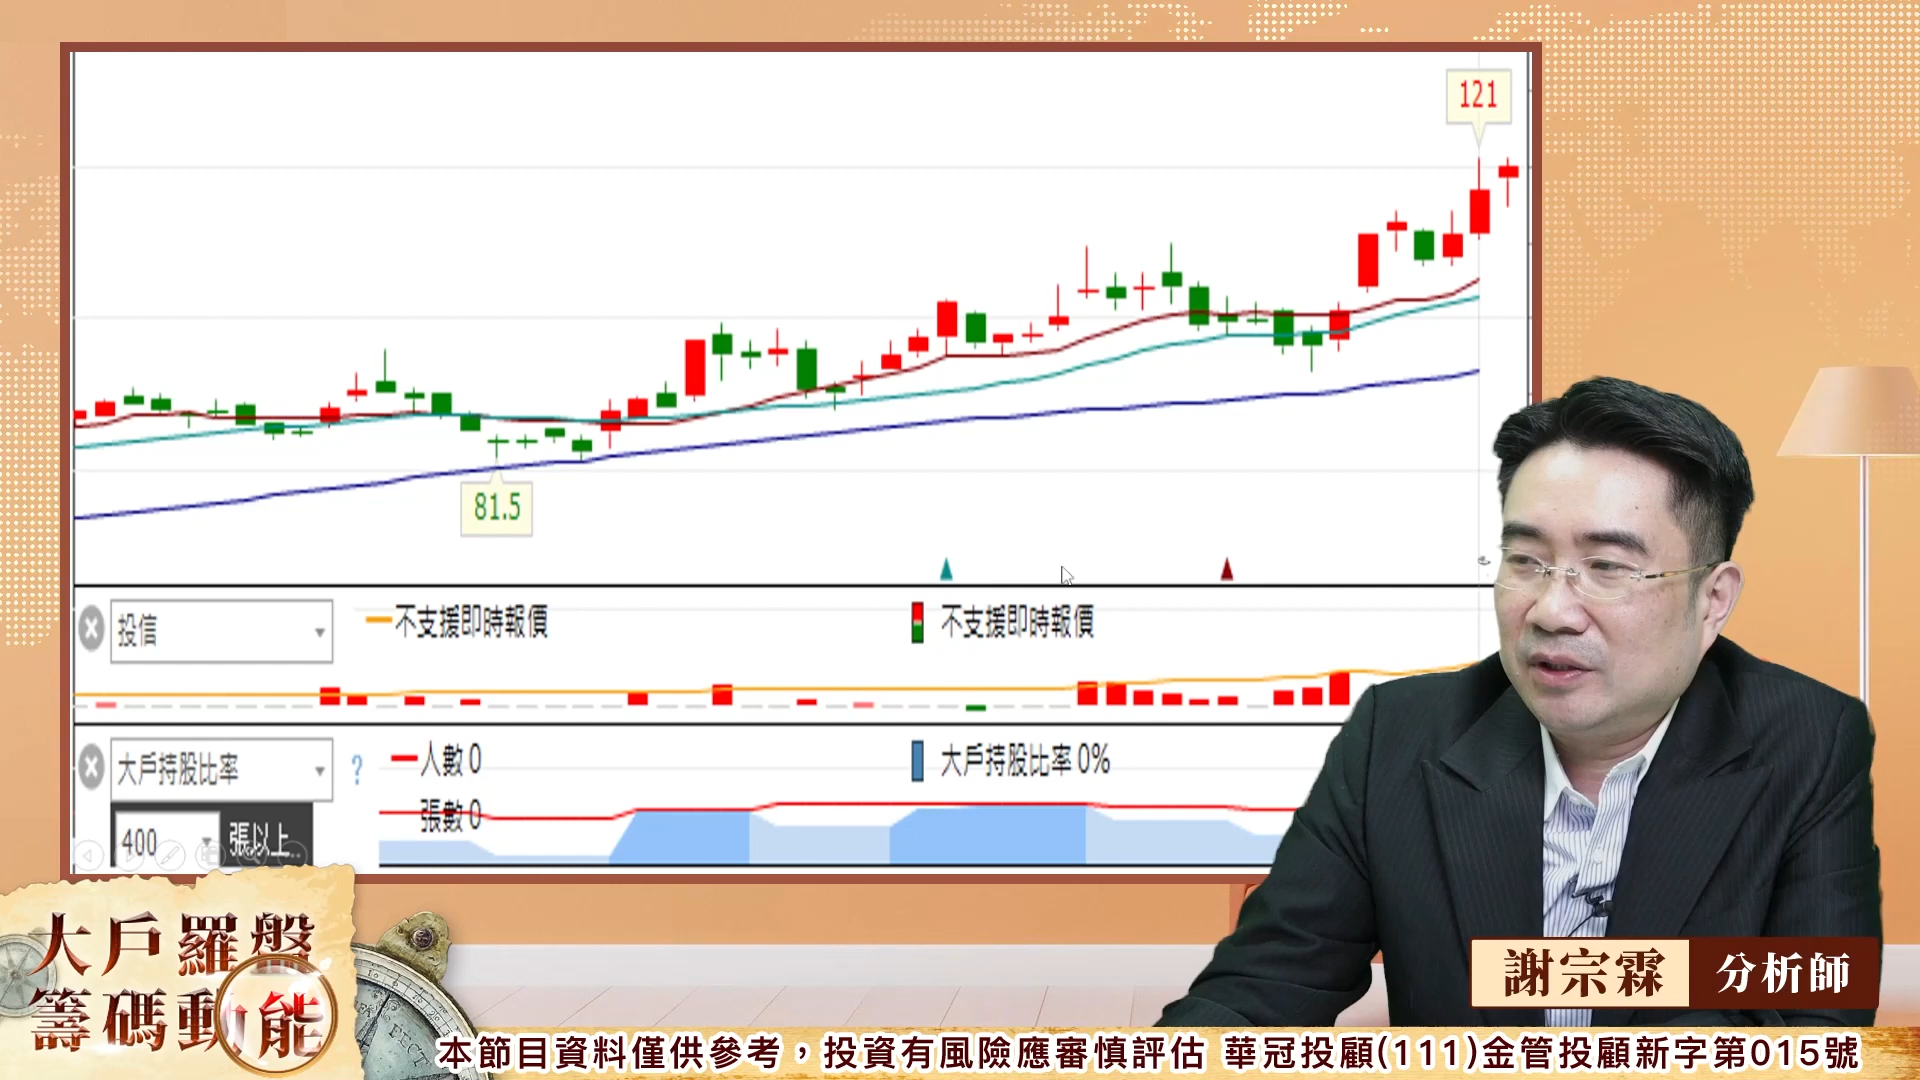 121
81.5
投信
不支援即時報價
不支援即時報價
大戶持股比率
?
人數 0
大戶持股比率 0%
張數 0
400
張以上
大戶羅盤
籌碼動能
謝宗霖
分析師
本節目資料僅供參考，投資有風險應審慎評估 華冠投顧(111)金管投顧新字第015號